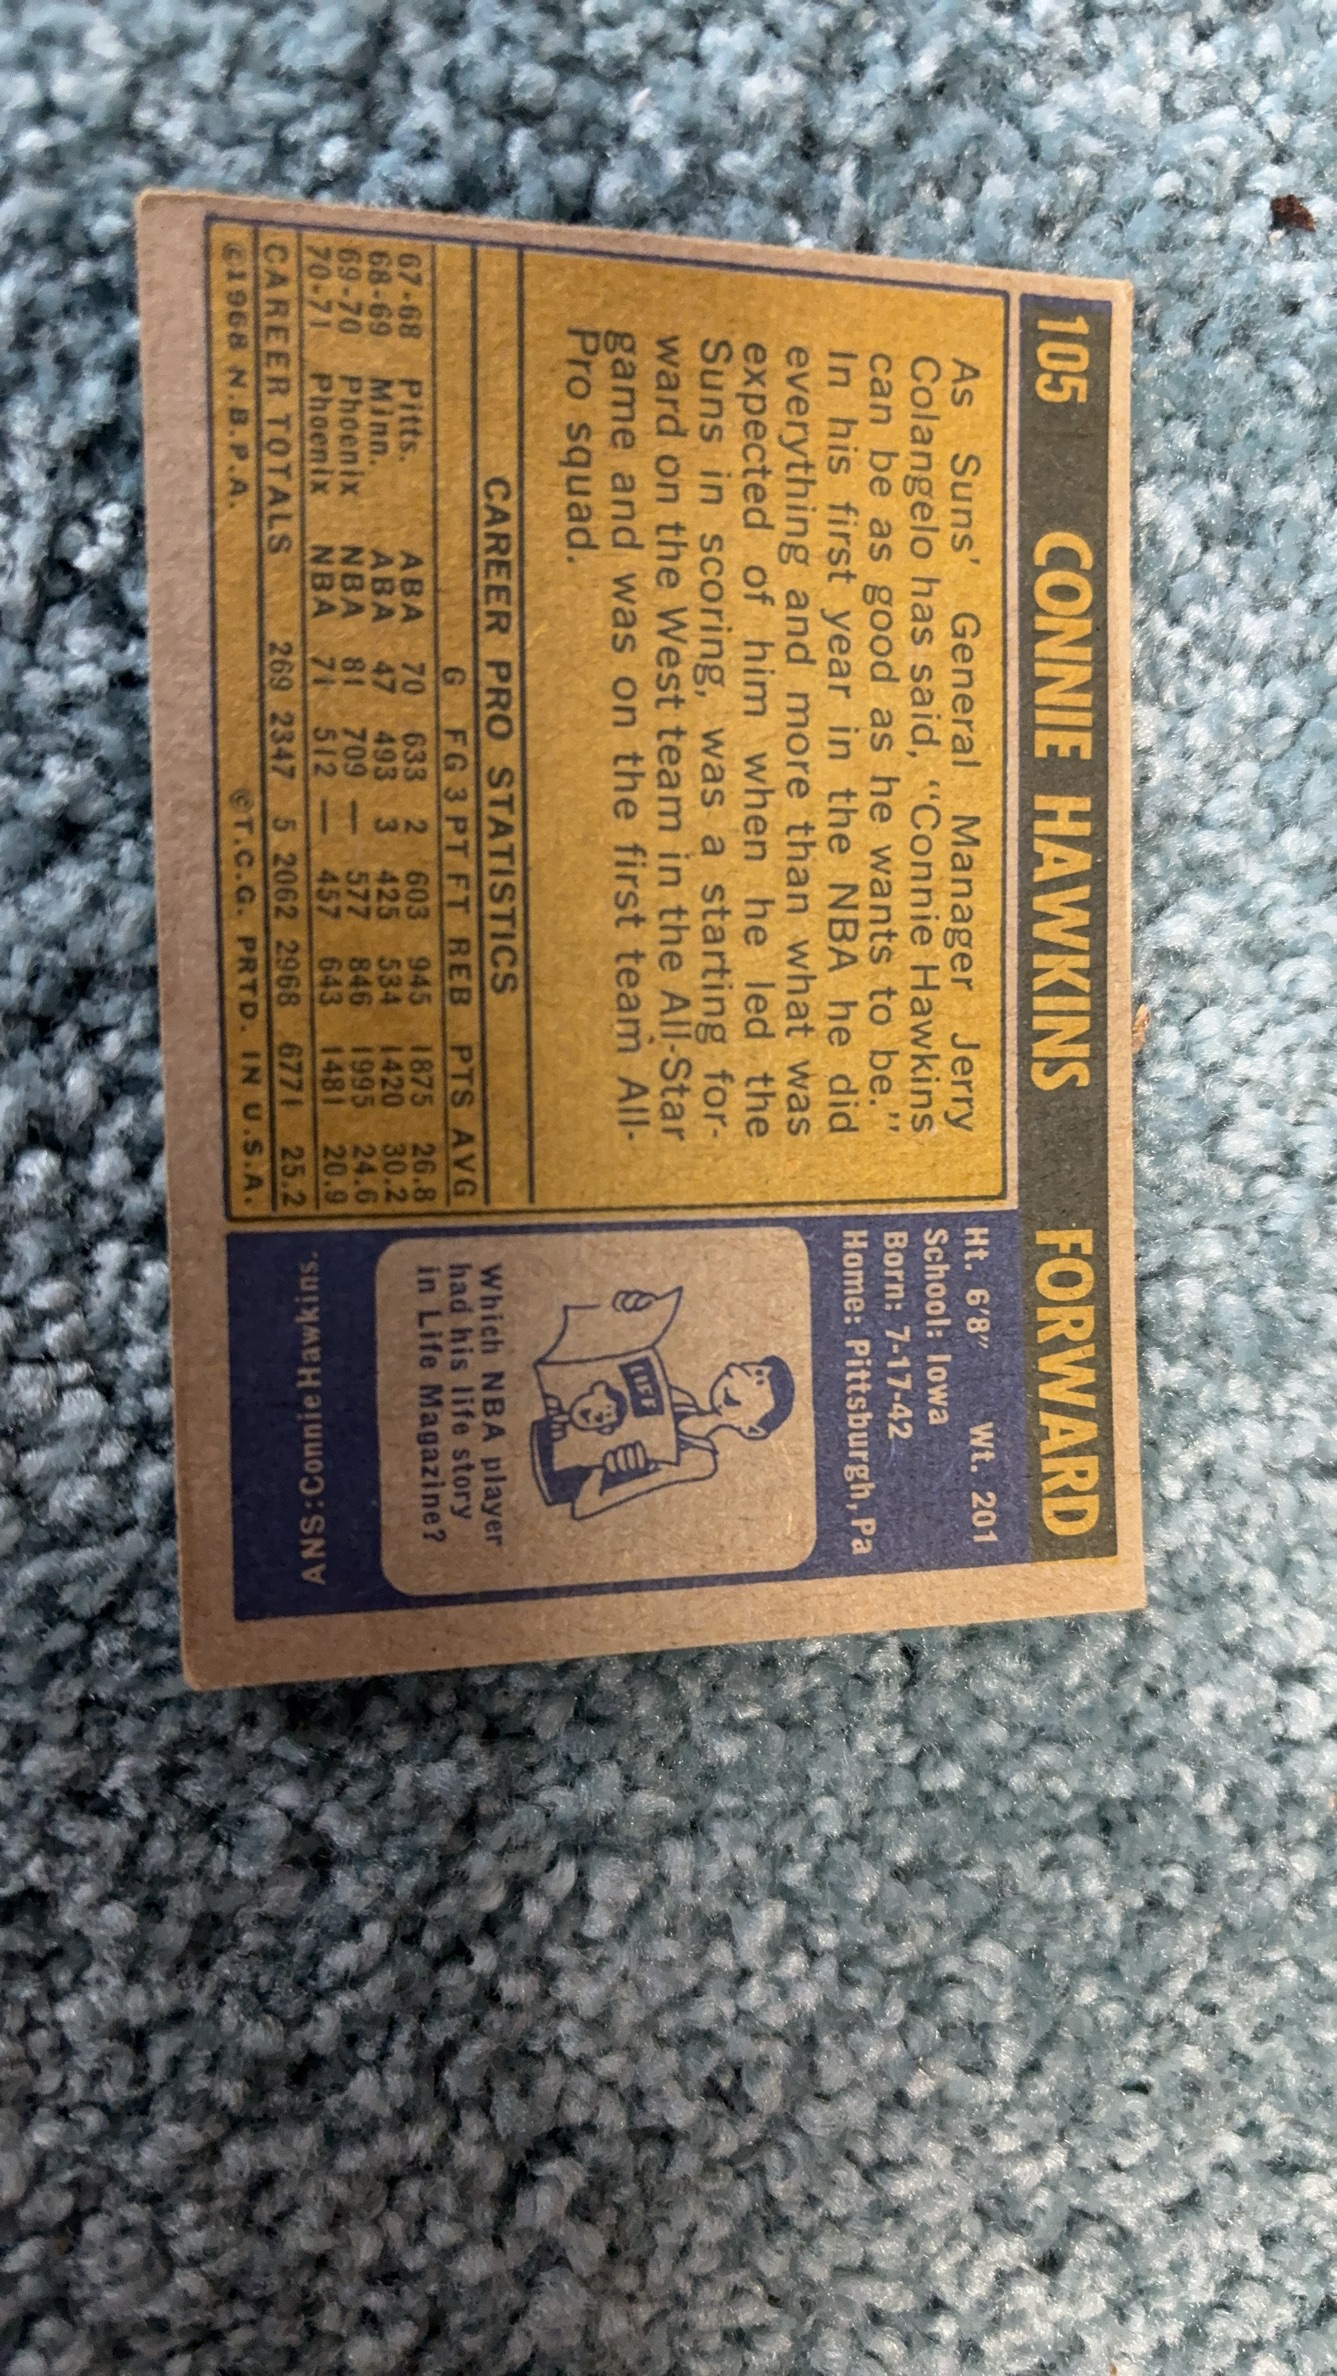 105 CONNIE HAWKINS FORWARD
As Suns' General Manager Jerry
Colangelo has said, "Connie Hawkins
can be as good as he wants to be."
In his first year in the NBA he did
everything and more than what was
expected of him when he led the
Suns in scoring, was a starting for-
ward on the West team in the All-Star
game and was on the first team All-
Pro squad.
CAREER PRO STATISTICS
G FG 3PT FT REB PTS AVG
67-68 Pitts. ABA 70 633 2 603 945 1875 26.8
68-69 Minn. ABA 47 493 3 425 534 1420 30.2
69-70 Phoenix NBA 81 709 — 577 846 1995 24.6
70-71 Phoenix NBA 71 512 — 457 643 1481 20.9
CAREER TOTALS 269 2347 5 2062 2968 6771 25.2
©1968 N.B.P.A. ©T.C.G. PRTD. IN U.S.A.
Ht. 6'8" Wt. 201
School: Iowa
Born: 7-17-42
Home: Pittsburgh, Pa
LIFE
Which NBA player
had his life story
in Life Magazine?
ANS: Connie Hawkins.